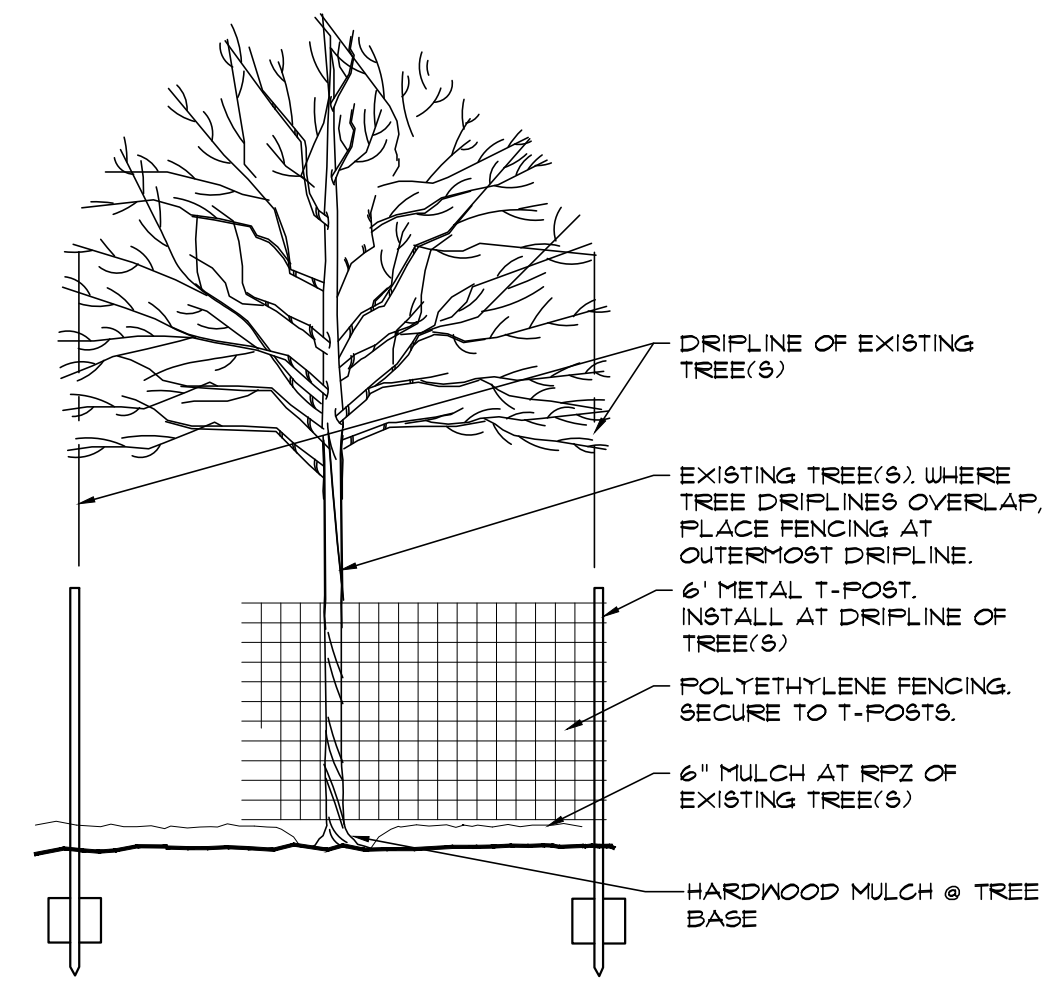 DRIPLINE OF EXISTING
TREE(S)
EXISTING TREE(S). WHERE
TREE DRIPLINES OVERLAP,
PLACE FENCING AT
OUTERMOST DRIPLINE.
6' METAL T-POST.
INSTALL AT DRIPLINE OF
TREE(S)
POLYETHYLENE FENCING.
SECURE TO T-POSTS.
6" MULCH AT RPZ OF
EXISTING TREE(S)
HARDWOOD MULCH @ TREE
BASE